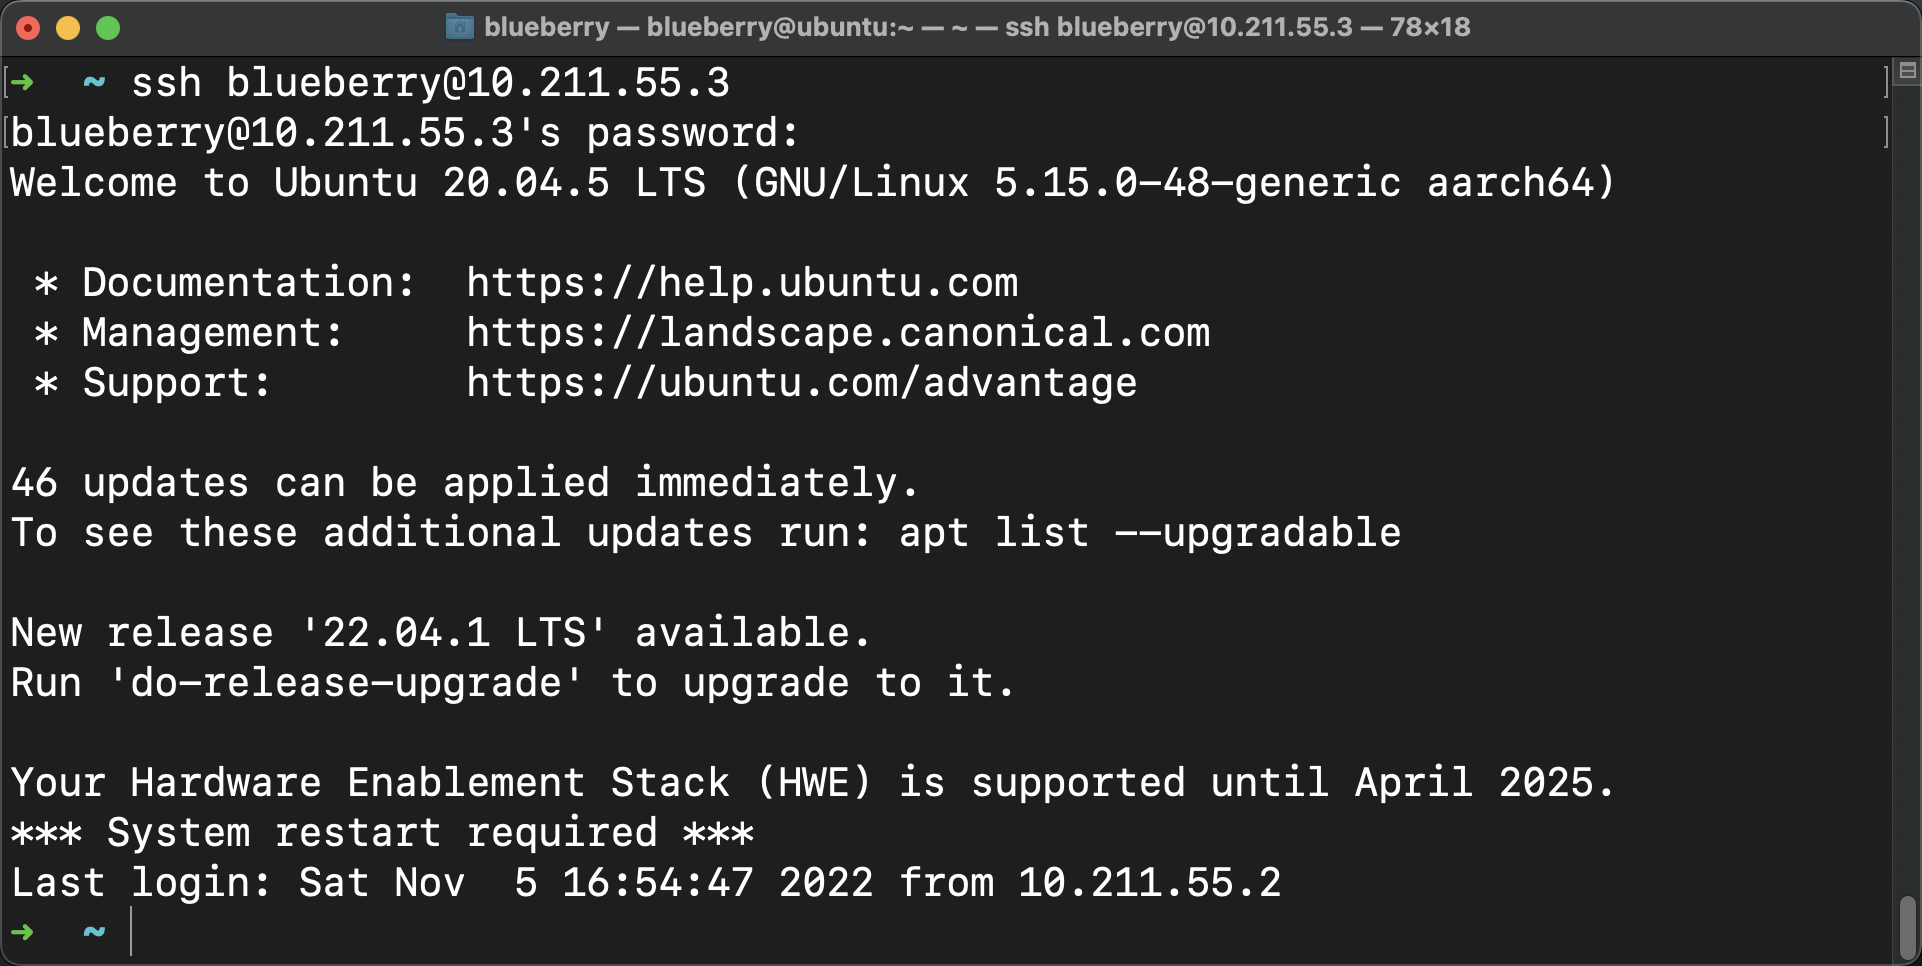 blueberry — blueberry@ubuntu:~ — ~ — ssh blueberry@10.211.55.3 — 78×18
[➜  ~ ssh blueberry@10.211.55.3 ]
[blueberry@10.211.55.3's password: ]
Welcome to Ubuntu 20.04.5 LTS (GNU/Linux 5.15.0-48-generic aarch64)
* Documentation:  https://help.ubuntu.com
* Management:     https://landscape.canonical.com
* Support:        https://ubuntu.com/advantage
46 updates can be applied immediately.
To see these additional updates run: apt list --upgradable
New release '22.04.1 LTS' available.
Run 'do-release-upgrade' to upgrade to it.
Your Hardware Enablement Stack (HWE) is supported until April 2025.
*** System restart required ***
Last login: Sat Nov  5 16:54:47 2022 from 10.211.55.2
➜  ~